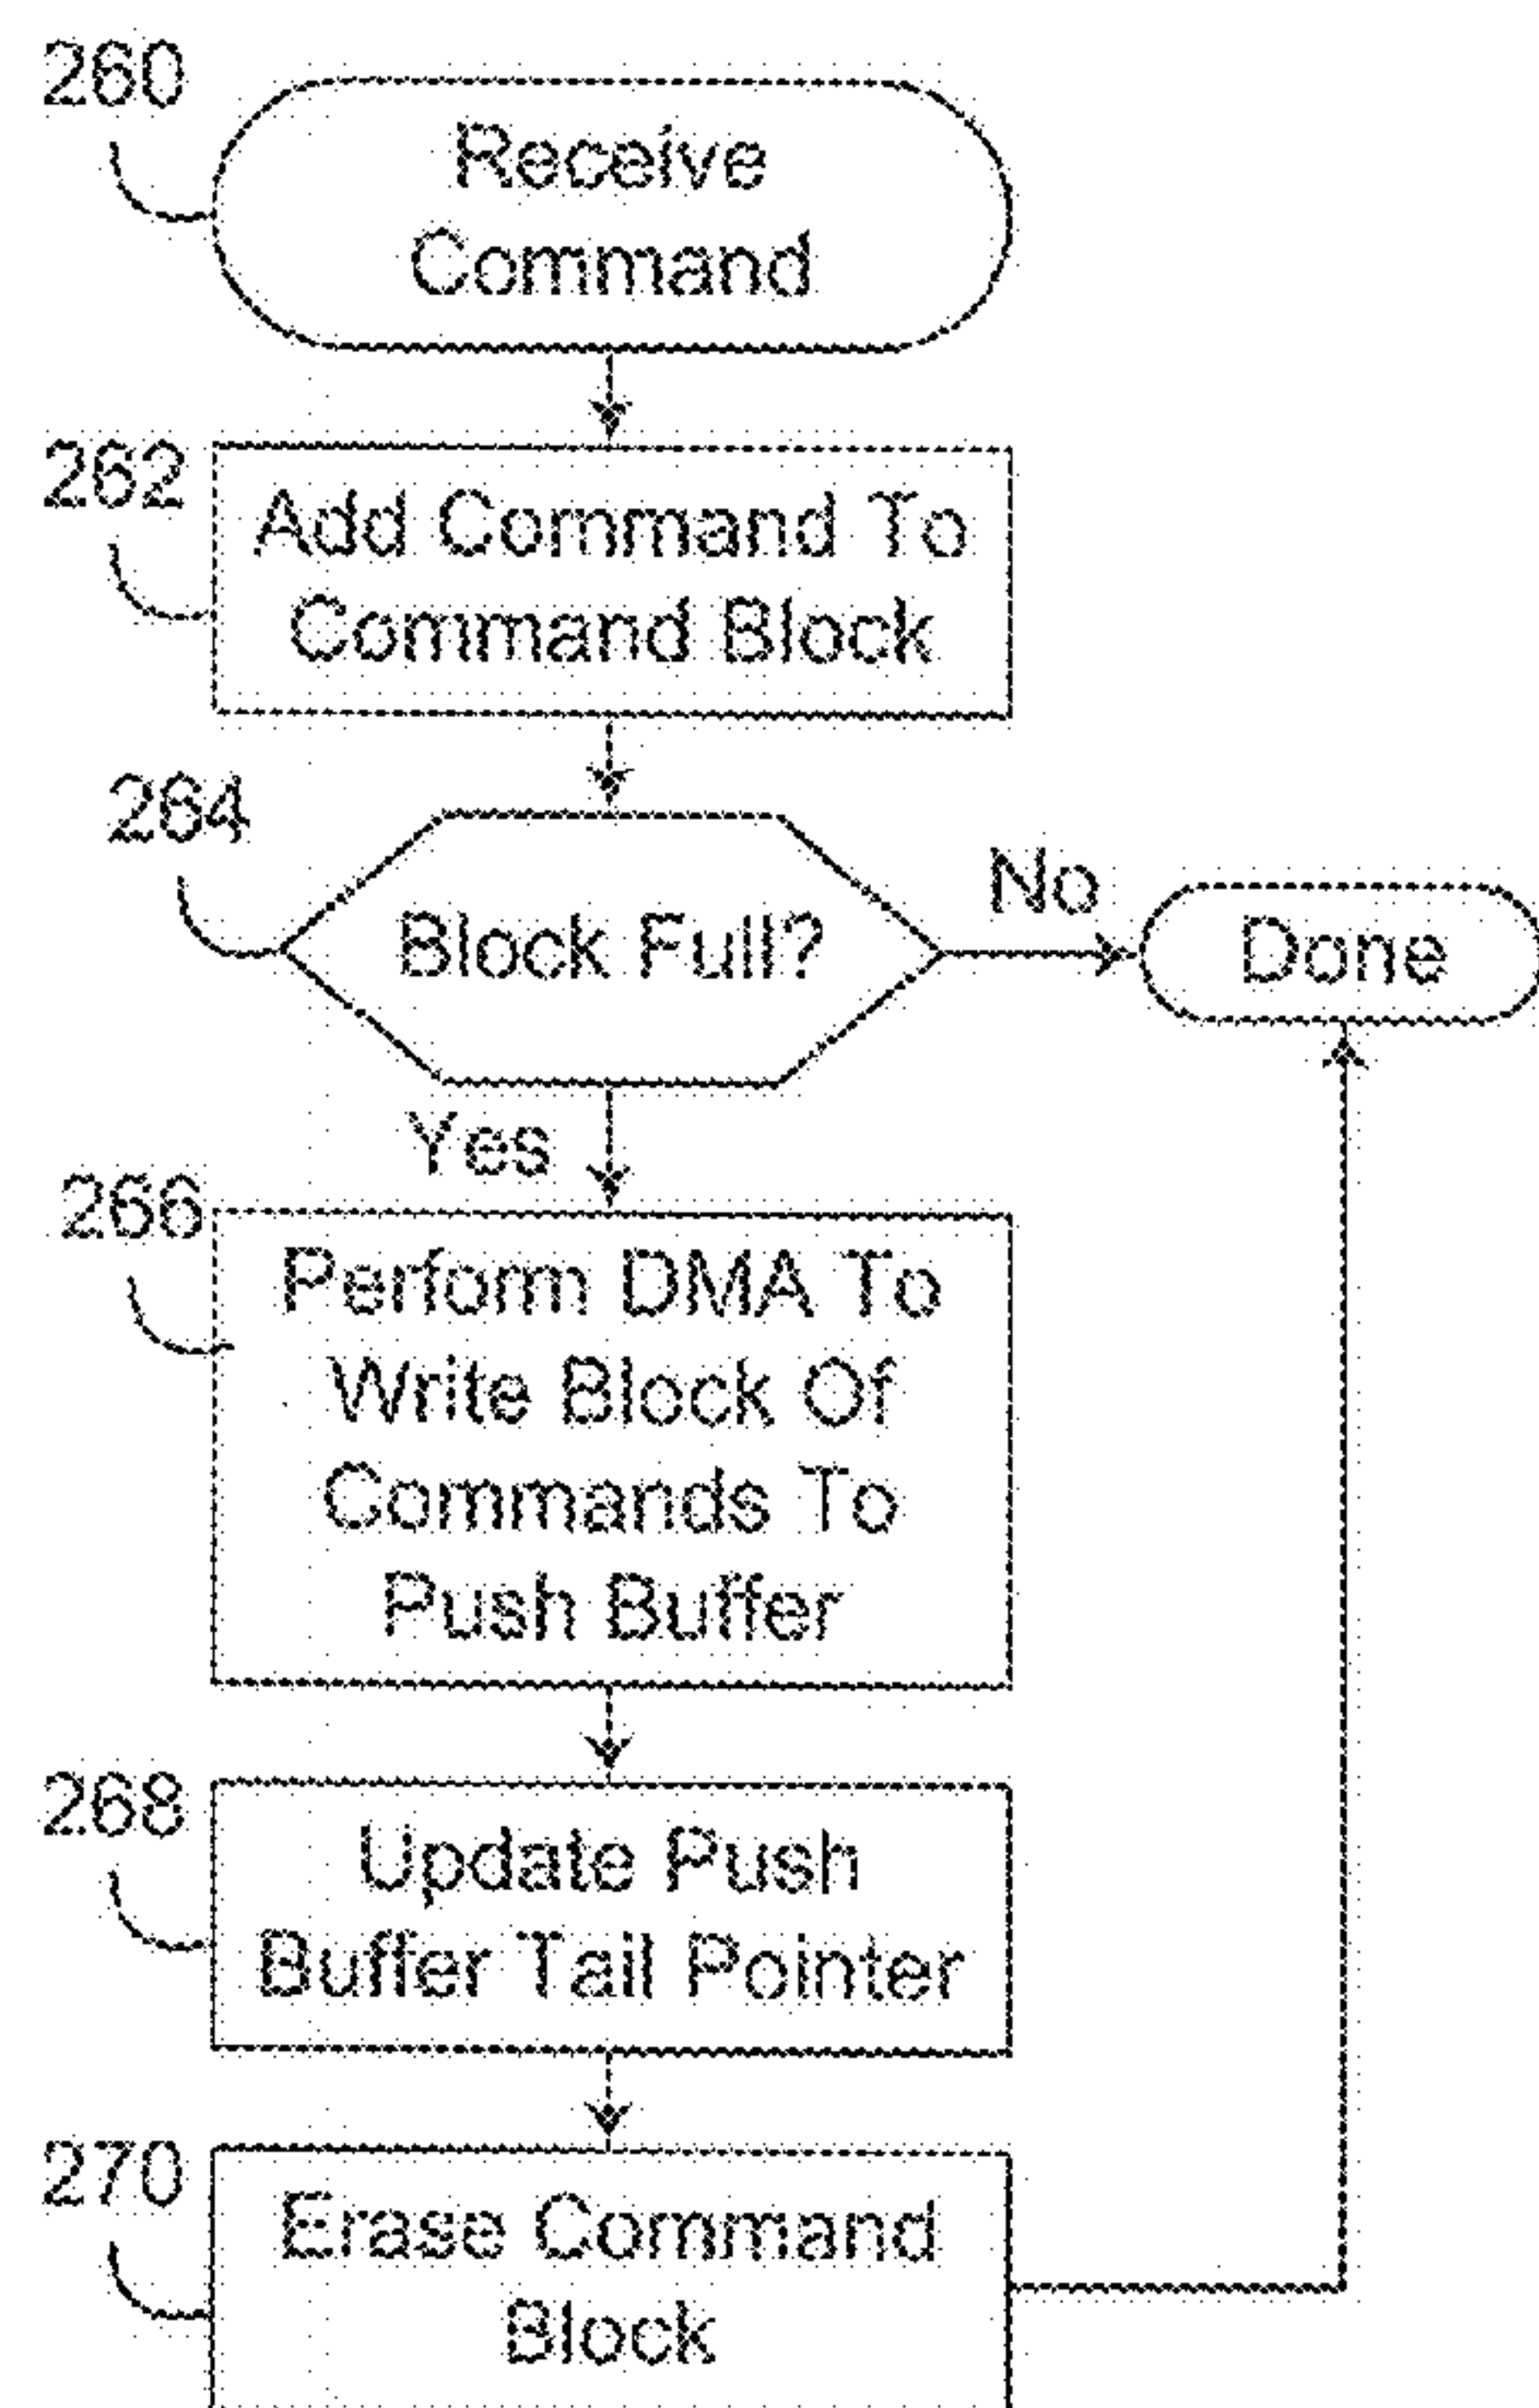 260
Receive
Command
262
Add Command To
Command Block
264
Block Full?
No
Done
Yes
266
Perform DMA To
Write Block Of
Commands To
Push Buffer
268
Update Push
Buffer Tail Pointer
270
Erase Command
Block